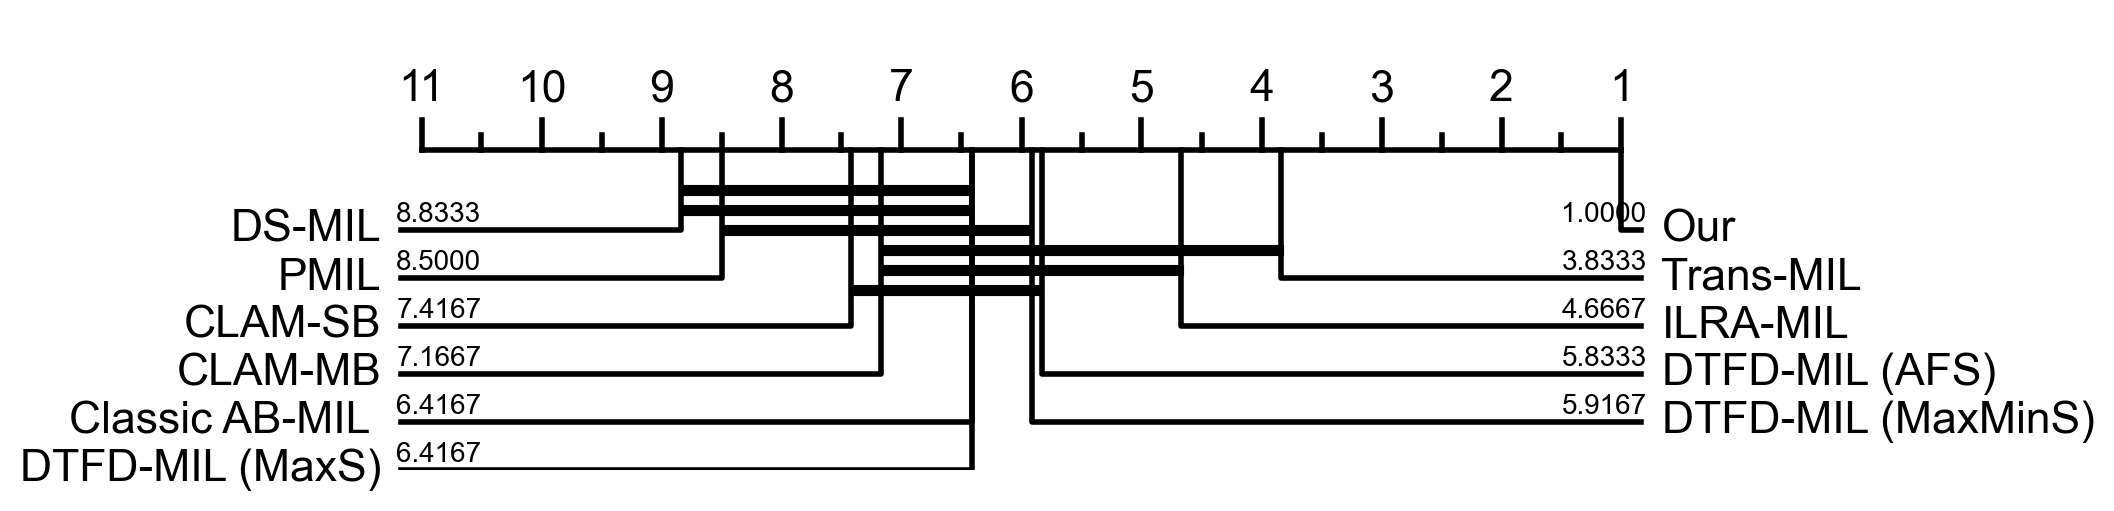 11 10 9 8 7 6 5 4 3 2 1
DS-MIL 8.8333
PMIL 8.5000
CLAM-SB 7.4167
CLAM-MB 7.1667
Classic AB-MIL 6.4167
DTFD-MIL (MaxS) 6.4167
1.0000 Our
3.8333 Trans-MIL
4.6667 ILRA-MIL
5.8333 DTFD-MIL (AFS)
5.9167 DTFD-MIL (MaxMinS)